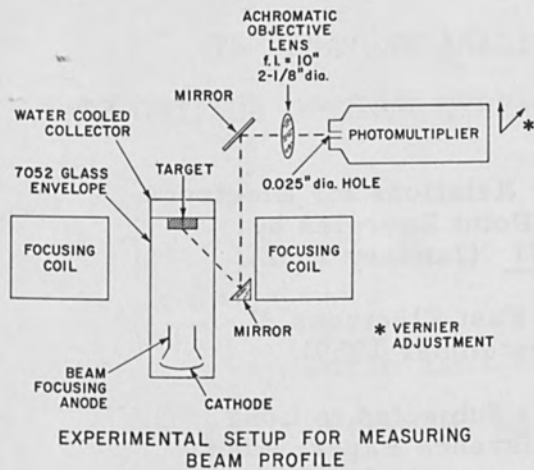 ACHROMATIC
OBJECTIVE
LENS
f.l. = 10"
2-1/8" dia.
MIRROR
WATER COOLED
COLLECTOR
7052 GLASS
ENVELOPE
TARGET
PHOTOMULTIPLIER
*
0.025" dia. HOLE
FOCUSING
COIL
FOCUSING
COIL
MIRROR
* VERNIER
ADJUSTMENT
BEAM
FOCUSING
ANODE
CATHODE
EXPERIMENTAL SETUP FOR MEASURING
BEAM PROFILE